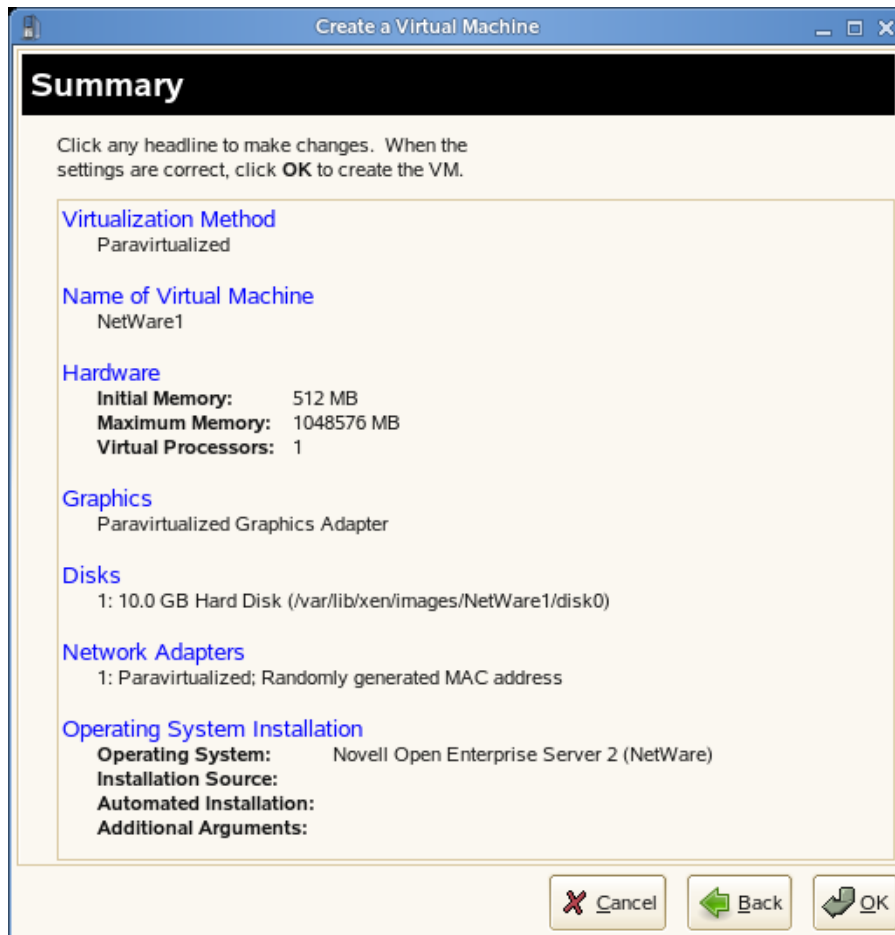 Create a Virtual Machine
Summary
Click any headline to make changes. When the
settings are correct, click OK to create the VM.
Virtualization Method
Paravirtualized
Name of Virtual Machine
NetWare1
Hardware
Initial Memory: 512 MB
Maximum Memory: 1048576 MB
Virtual Processors: 1
Graphics
Paravirtualized Graphics Adapter
Disks
1: 10.0 GB Hard Disk (/var/lib/xen/images/NetWare1/disk0)
Network Adapters
1: Paravirtualized; Randomly generated MAC address
Operating System Installation
Operating System: Novell Open Enterprise Server 2 (NetWare)
Installation Source:
Automated Installation:
Additional Arguments:
Cancel Back OK